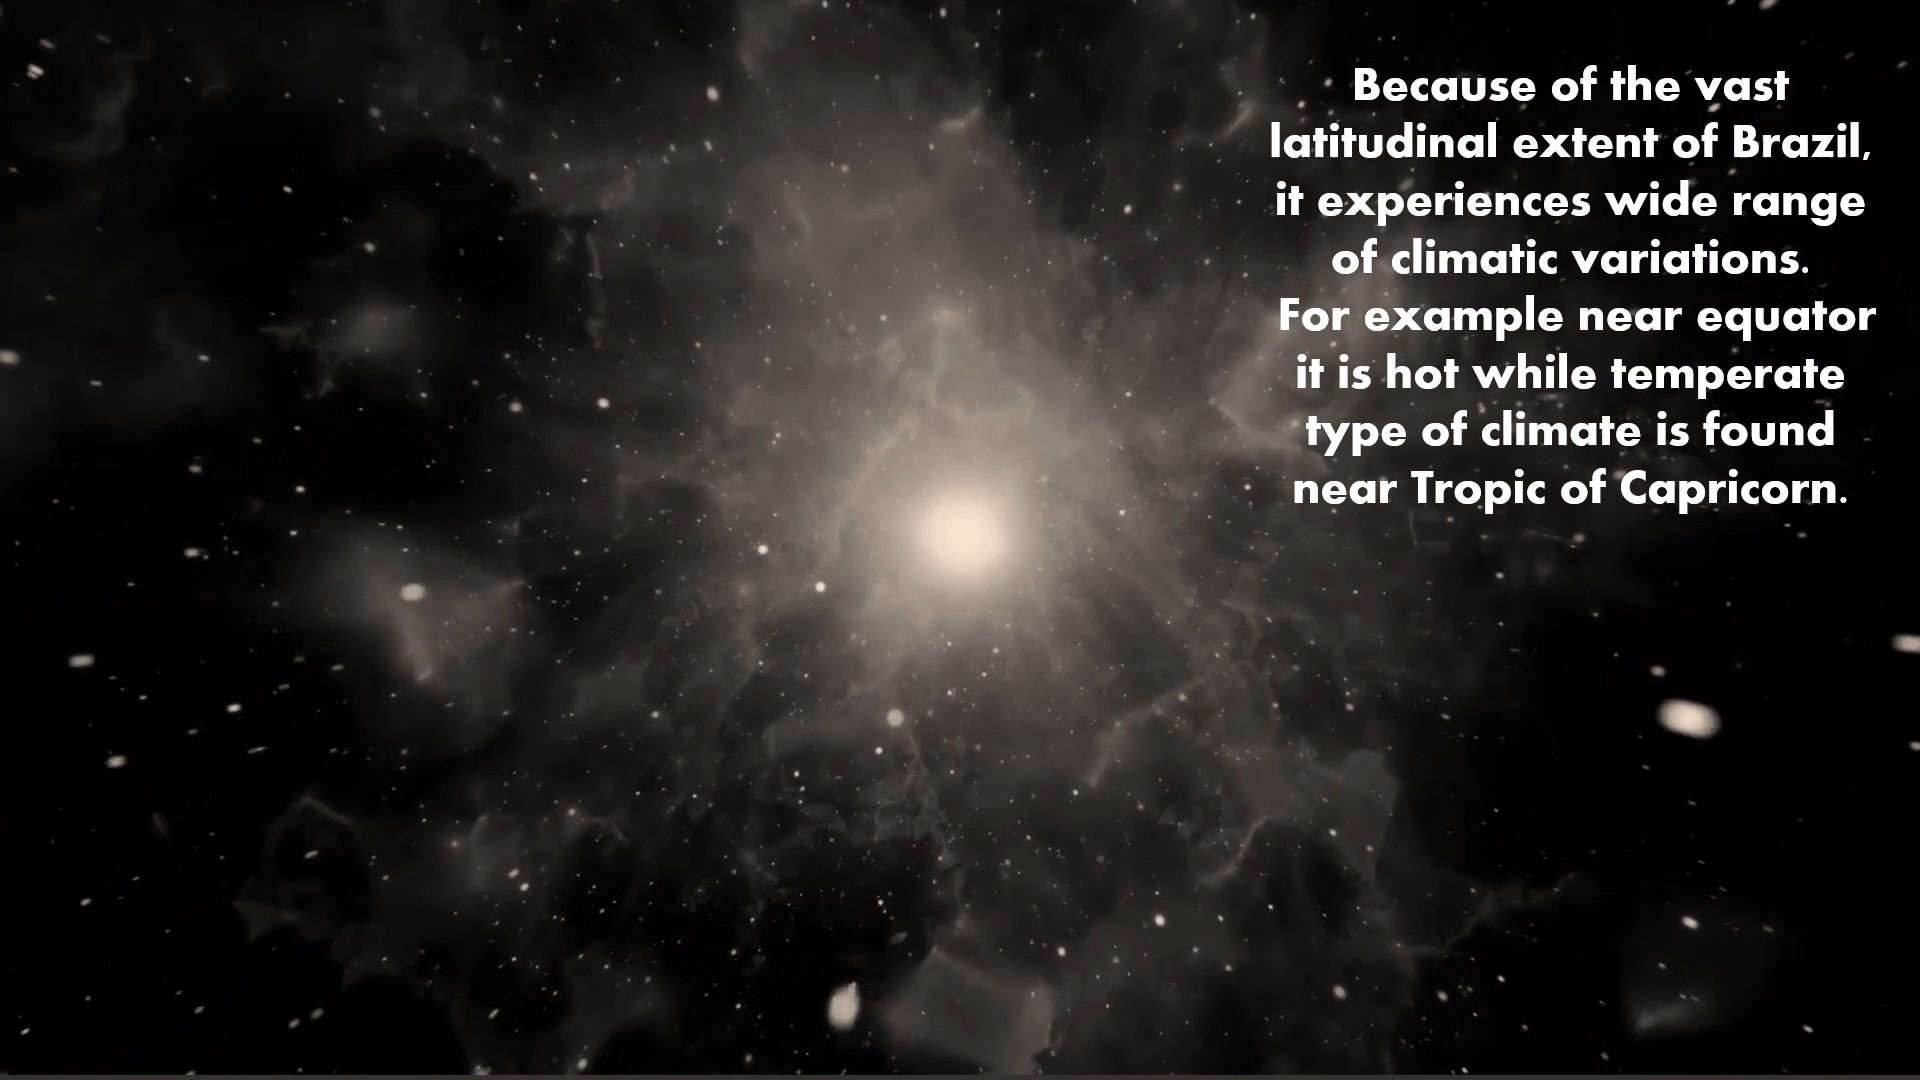 Because of the vast
latitudinal extent of Brazil,
it experiences wide range
of climatic variations.
For example near equator
it is hot while temperate
type of climate is found
near Tropic of Capricorn.